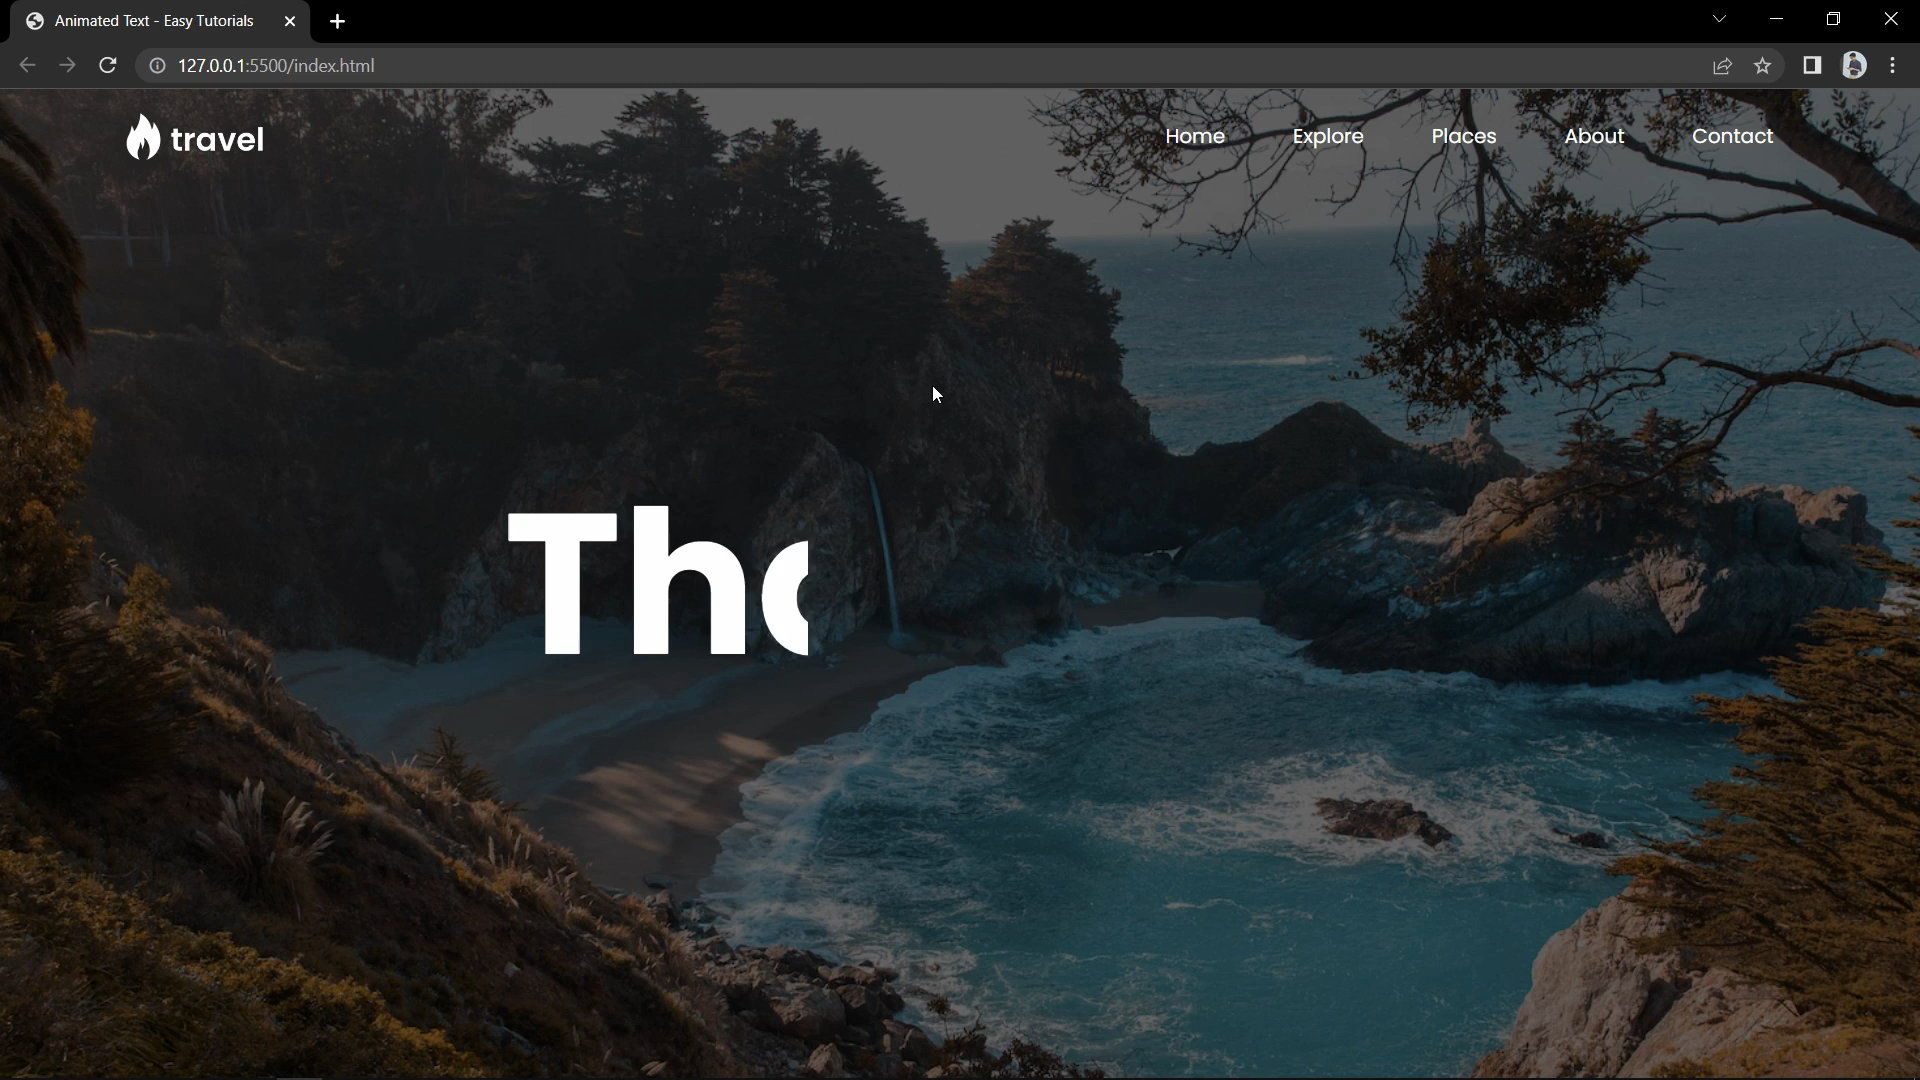 Animated Text - Easy Tutorials
127.0.0.1:5500/index.html
travel
Home Explore Places About Contact
Th